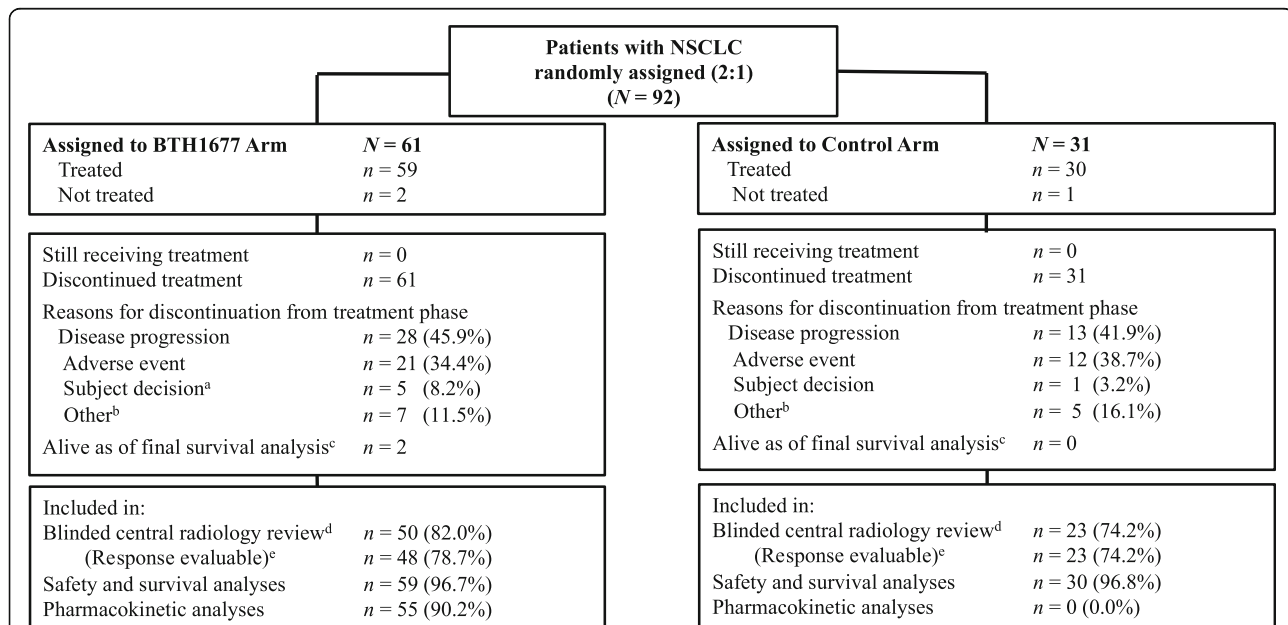 Patients with NSCLC
randomly assigned (2:1)
(N = 92)
Assigned to BTH1677 Arm N = 61
Treated n = 59
Not treated n = 2
Still receiving treatment n = 0
Discontinued treatment n = 61
Reasons for discontinuation from treatment phase
Disease progression n = 28 (45.9%)
Adverse event n = 21 (34.4%)
Subject decisionᵃ n = 5 (8.2%)
Otherᵇ n = 7 (11.5%)
Alive as of final survival analysisᶜ n = 2
Included in:
Blinded central radiology reviewᵈ n = 50 (82.0%)
(Response evaluable)ᵉ n = 48 (78.7%)
Safety and survival analyses n = 59 (96.7%)
Pharmacokinetic analyses n = 55 (90.2%)
Assigned to Control Arm N = 31
Treated n = 30
Not treated n = 1
Still receiving treatment n = 0
Discontinued treatment n = 31
Reasons for discontinuation from treatment phase
Disease progression n = 13 (41.9%)
Adverse event n = 12 (38.7%)
Subject decision n = 1 (3.2%)
Otherᵇ n = 5 (16.1%)
Alive as of final survival analysisᶜ n = 0
Included in:
Blinded central radiology reviewᵈ n = 23 (74.2%)
(Response evaluable)ᵉ n = 23 (74.2%)
Safety and survival analyses n = 30 (96.8%)
Pharmacokinetic analyses n = 0 (0.0%)